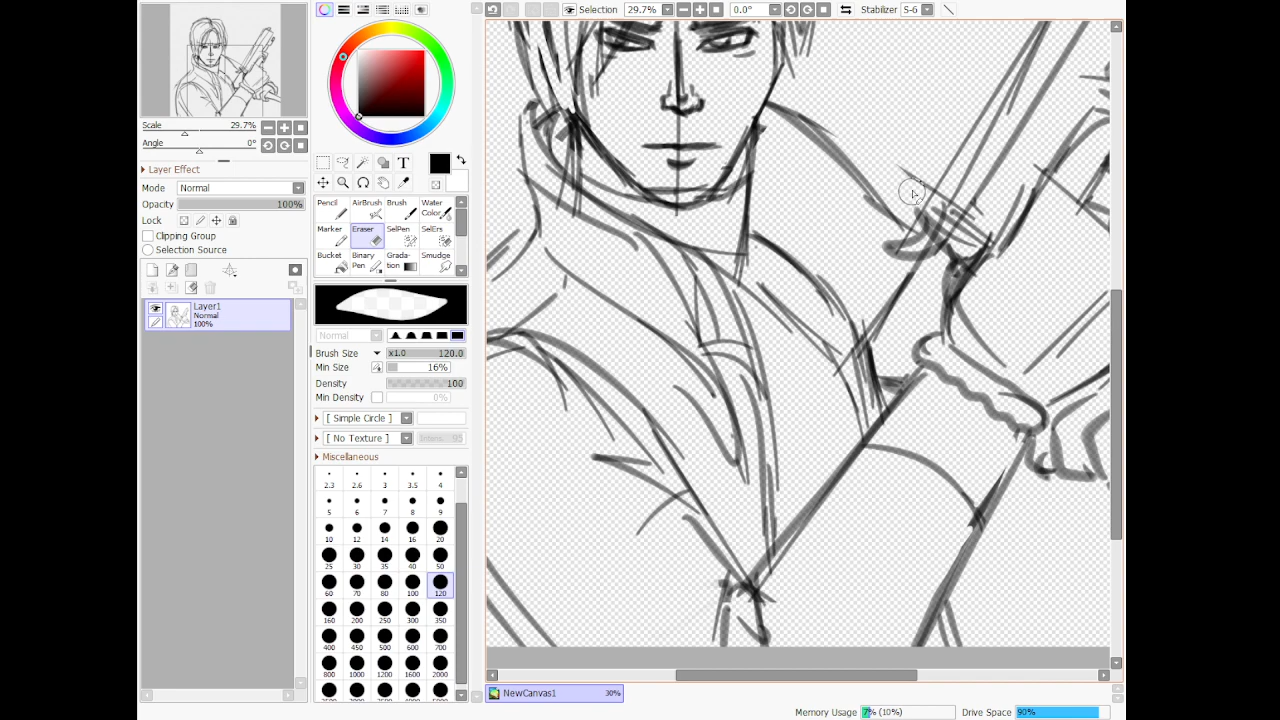 Selection 29.7% 0.0° Stabilizer S-6
Scale 29.7%
Angle 0°
Layer Effect
Mode Normal
Opacity 100%
Lock
Clipping Group
Selection Source
Layer1
Normal
100%
T
Pencil AirBrush Brush Water Color
Marker Eraser SelPen SelErs
Bucket Binary Pen Grada-tion Smudge
Normal
Brush Size x1.0 120.0
Min Size 16%
Density 100
Min Density 0%
[ Simple Circle ]
[ No Texture ] Intens. 95
Miscellaneous
2.3 2.6 3 3.5 4
5 6 7 8 9
10 12 14 16 20
25 30 35 40 50
60 70 80 100 120
160 200 250 300 350
400 450 500 600 700
800 1000 1200 1600 2000
NewCanvas1 30%
Memory Usage 7% (10%) Drive Space 90%